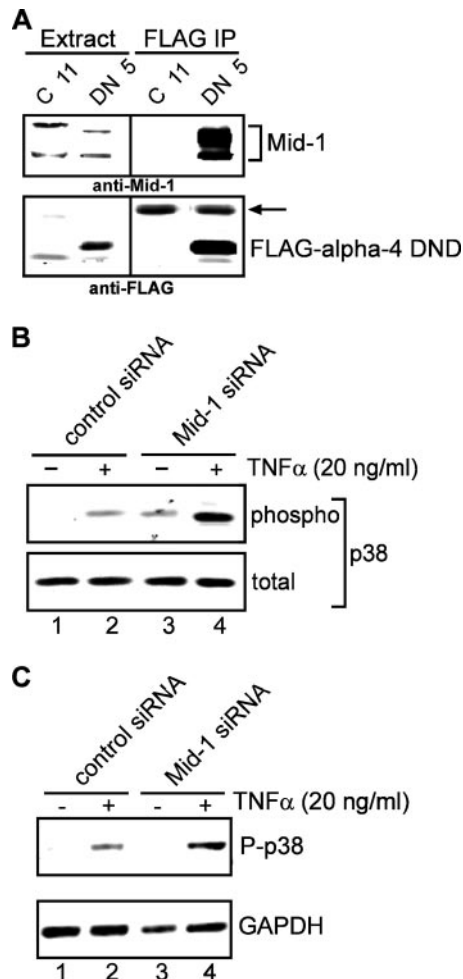 A
Extract FLAG IP
C 11 DN 5 C 11 DN 5
Mid-1
anti-Mid-1
FLAG-alpha-4 DND
anti-FLAG
B
control siRNA Mid-1 siRNA
– + – + TNFα (20 ng/ml)
phospho
p38
total
1 2 3 4
C
control siRNA Mid-1 siRNA
- + - + TNFα (20 ng/ml)
P-p38
GAPDH
1 2 3 4